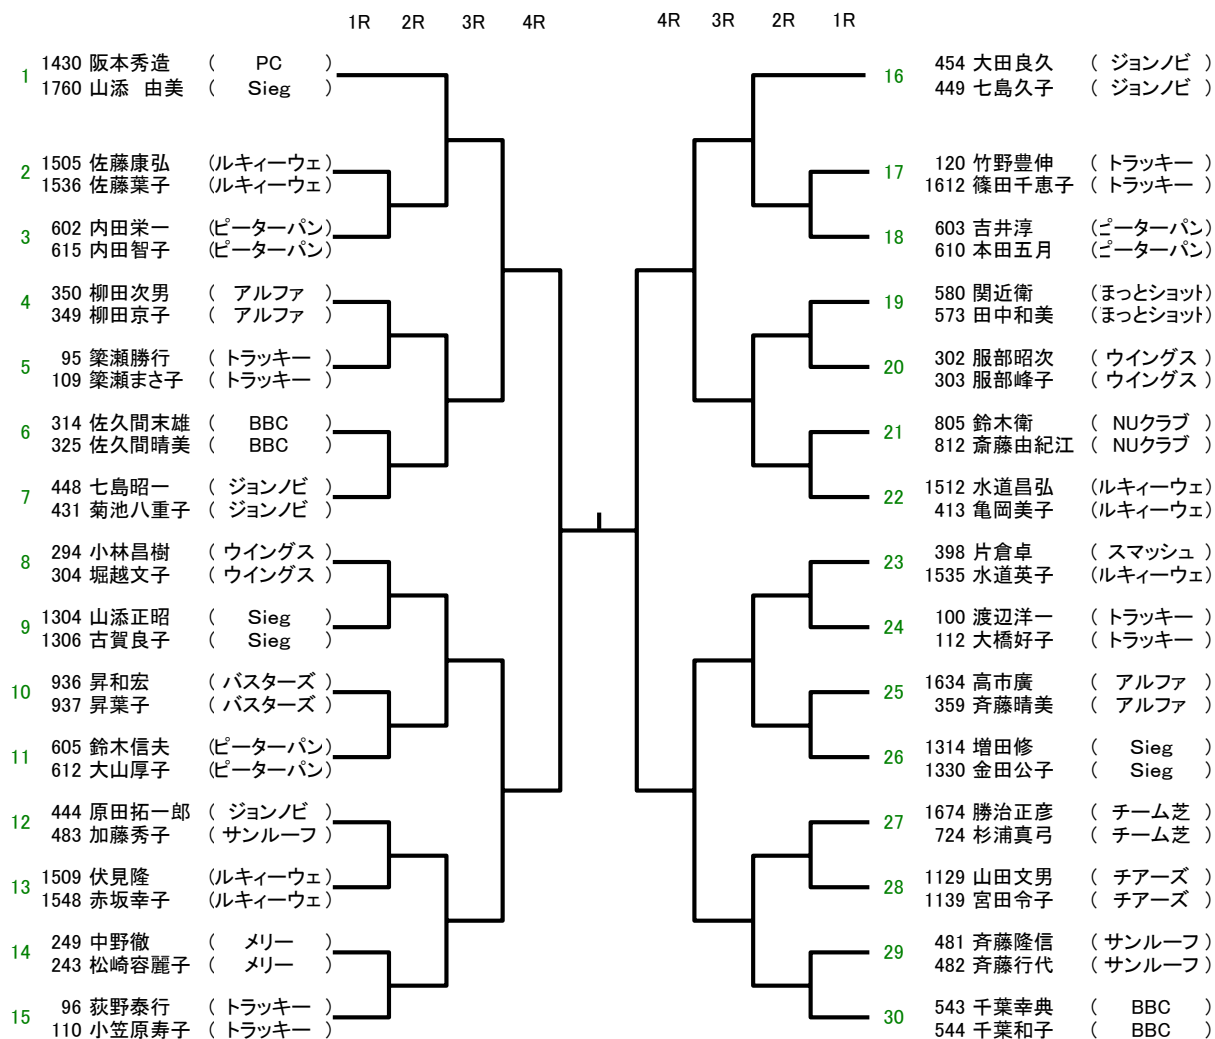 1R 2R 3R 4R 4R 3R 2R 1R
1 1430 阪本秀造 ( PC )
1760 山添 由美 ( Sieg )
2 1505 佐藤康弘 (ルキィーウェ)
1536 佐藤葉子 (ルキィーウェ)
3 602 内田栄一 (ピーターパン)
615 内田智子 (ピーターパン)
4 350 柳田次男 ( アルファ )
349 柳田京子 ( アルファ )
5 95 簗瀬勝行 ( トラッキー )
109 簗瀬まさ子 ( トラッキー )
6 314 佐久間末雄 ( BBC )
325 佐久間晴美 ( BBC )
7 448 七島昭一 ( ジョンノビ )
431 菊池八重子 ( ジョンノビ )
8 294 小林昌樹 ( ウイングス )
304 堀越文子 ( ウイングス )
9 1304 山添正昭 ( Sieg )
1306 古賀良子 ( Sieg )
10 936 昇和宏 ( バスターズ )
937 昇葉子 ( バスターズ )
11 605 鈴木信夫 (ピーターパン)
612 大山厚子 (ピーターパン)
12 444 原田拓一郎 ( ジョンノビ )
483 加藤秀子 ( サンルーフ )
13 1509 伏見隆 (ルキィーウェ)
1548 赤坂幸子 (ルキィーウェ)
14 249 中野徹 ( メリー )
243 松崎容麗子 ( メリー )
15 96 荻野泰行 ( トラッキー )
110 小笠原寿子 ( トラッキー )
16 454 大田良久 ( ジョンノビ )
449 七島久子 ( ジョンノビ )
17 120 竹野豊伸 ( トラッキー )
1612 篠田千恵子 ( トラッキー )
18 603 吉井淳 (ピーターパン)
610 本田五月 (ピーターパン)
19 580 関近衛 (まっとショット)
573 田中和美 (まっとショット)
20 302 服部昭次 ( ウイングス )
303 服部峰子 ( ウイングス )
21 805 鈴木衛 ( NUクラブ )
812 斎藤由紀江 ( NUクラブ )
22 1512 水道昌弘 (ルキィーウェ)
413 亀岡美子 (ルキィーウェ)
23 398 片倉卓 ( スマッシュ )
1535 水道英子 (ルキィーウェ)
24 100 渡辺洋一 ( トラッキー )
112 大橋好子 ( トラッキー )
25 1634 高市廣 ( アルファ )
359 斉藤晴美 ( アルファ )
26 1314 増田修 ( Sieg )
1330 金田公子 ( Sieg )
27 1674 勝治正彦 ( チーム芝 )
724 杉浦真弓 ( チーム芝 )
28 1129 山田文男 ( チアーズ )
1139 宮田令子 ( チアーズ )
29 481 斉藤隆信 ( サンルーフ )
482 斉藤行代 ( サンルーフ )
30 543 千葉幸典 ( BBC )
544 千葉和子 ( BBC )